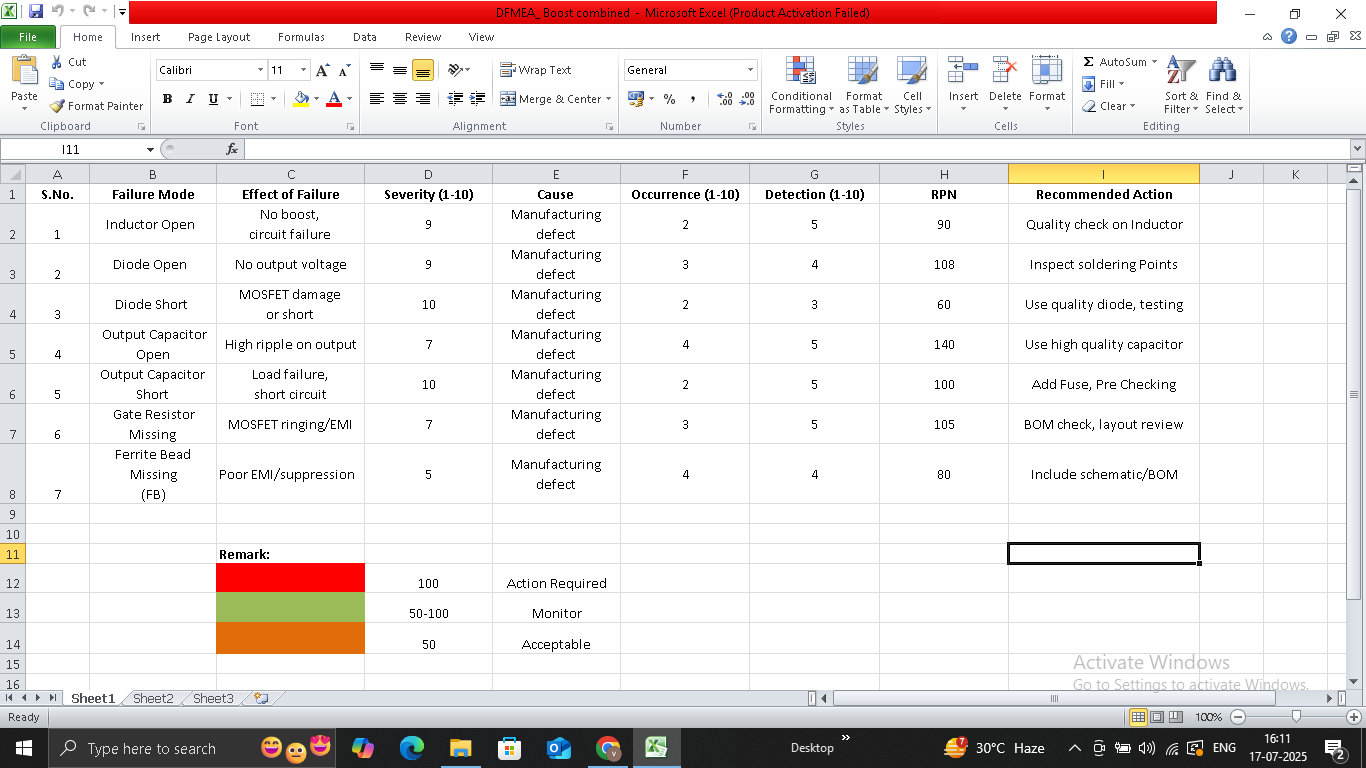 DFMEA_ Boost combined - Microsoft Excel (Product Activation Failed)
File Home Insert Page Layout Formulas Data Review View
Paste
Cut
Copy
Format Painter
Clipboard
Calibri 11
B I U
Font
Wrap Text
Merge & Center
Alignment
General
Number
Conditional Formatting
Format as Table
Cell Styles
Styles
Insert Delete Format
Cells
AutoSum
Fill
Clear
Sort & Filter
Find & Select
Editing
I11
fx
A B C D E F G H I J K
1 S.No. Failure Mode Effect of Failure Severity (1-10) Cause Occurrence (1-10) Detection (1-10) RPN Recommended Action
2 1 Inductor Open No boost, circuit failure 9 Manufacturing defect 2 5 90 Quality check on Inductor
3 2 Diode Open No output voltage 9 Manufacturing defect 3 4 108 Inspect soldering Points
4 3 Diode Short MOSFET damage or short 10 Manufacturing defect 2 3 60 Use quality diode, testing
5 4 Output Capacitor Open High ripple on output 7 Manufacturing defect 4 5 140 Use high quality capacitor
6 5 Output Capacitor Short Load failure, short circuit 10 Manufacturing defect 2 5 100 Add Fuse, Pre Checking
7 6 Gate Resistor Missing MOSFET ringing/EMI 7 Manufacturing defect 3 5 105 BOM check, layout review
8 7 Ferrite Bead Missing (FB) Poor EMI/suppression 5 Manufacturing defect 4 4 80 Include schematic/BOM
9
10
11 Remark:
12 100 Action Required
13 50-100 Monitor
14 50 Acceptable
15
16
Activate Windows
Go to Settings to activate Windows.
Sheet1 Sheet2 Sheet3
Ready 100%
Type here to search
Desktop
7
30°C Haze
ENG
16:11
17-07-2025
2